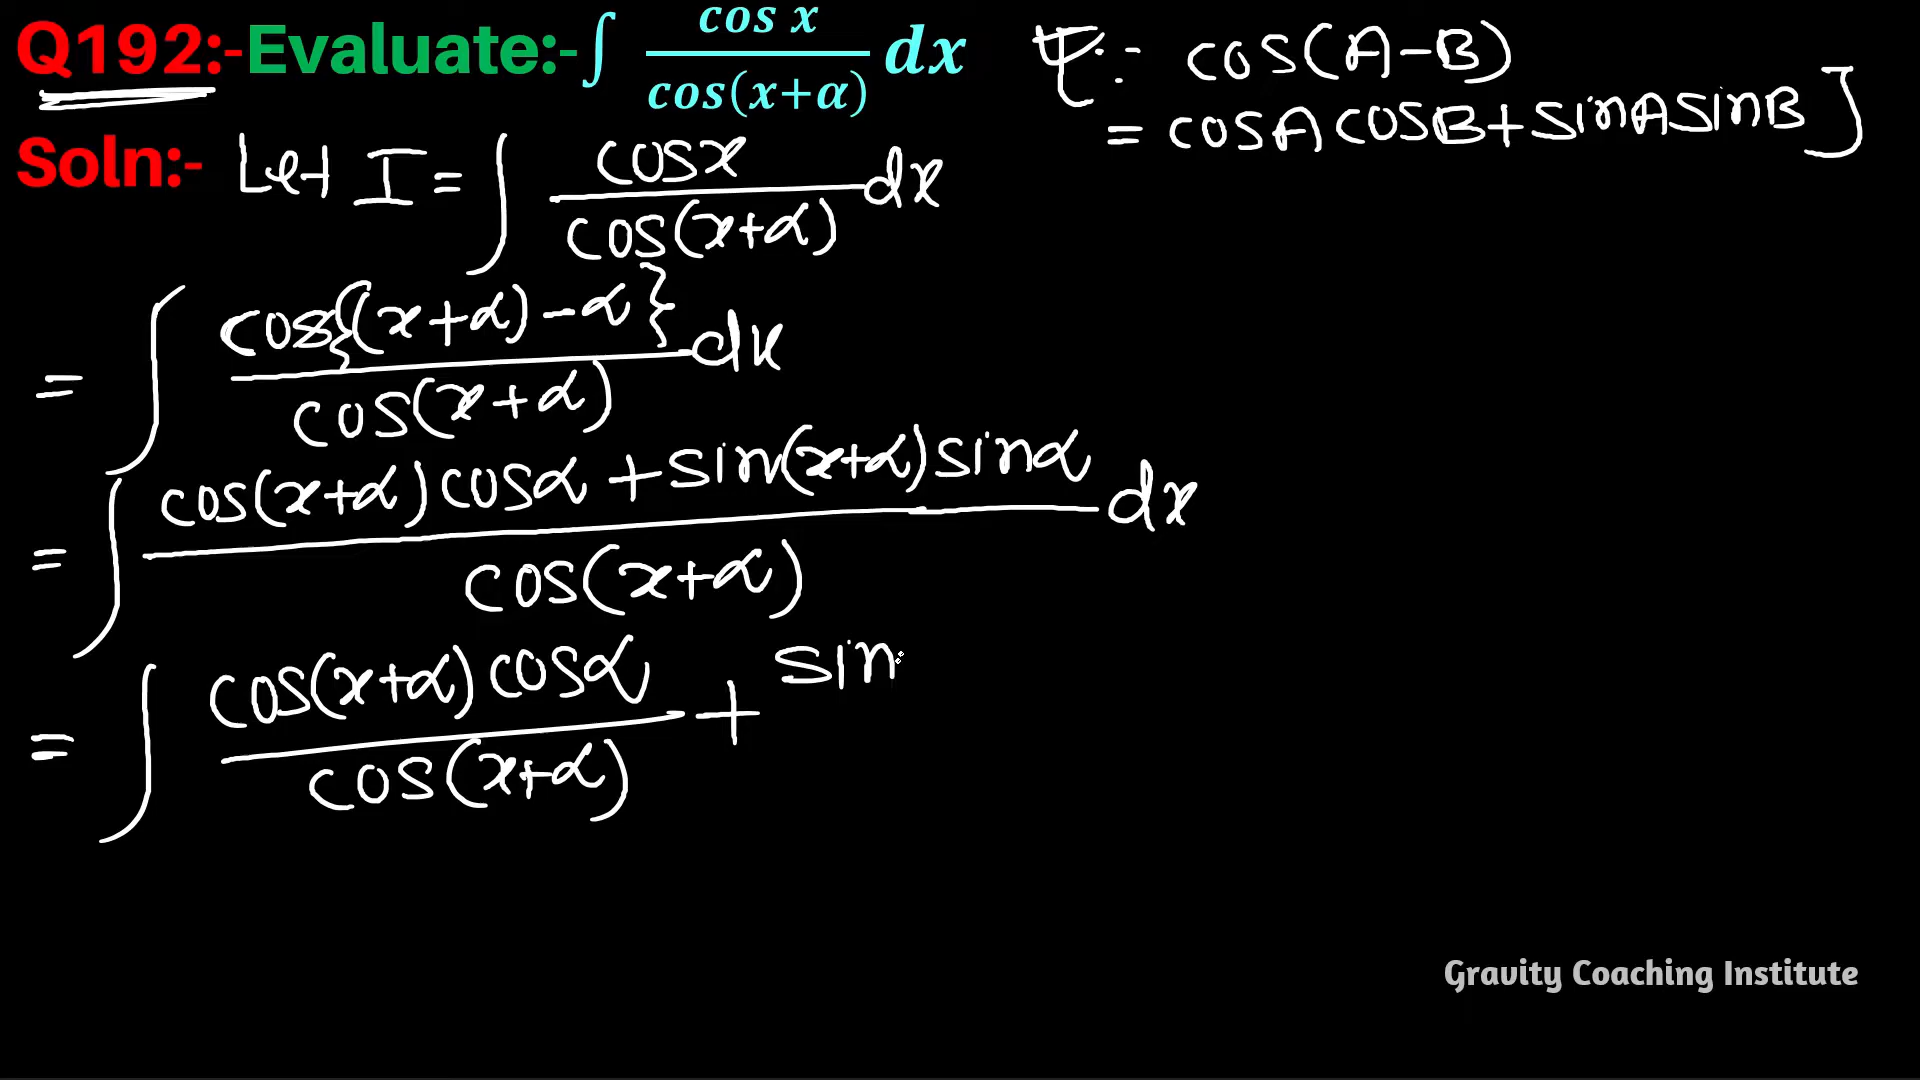 Q192:-Evaluate:-∫ cos x / cos(x+α) dx
[∵ cos(A-B)
= cosA cosB + sinA sinB]
Soln:- Let I = ∫ cosx / cos(x+α) dx
= ∫ cos{(x+α)-α} / cos(x+α) dx
= ∫ cos(x+α) cosα + sin(x+α) sinα / cos(x+α) dx
= ∫ cos(x+α) cosα / cos(x+α) + sin
Gravity Coaching Institute